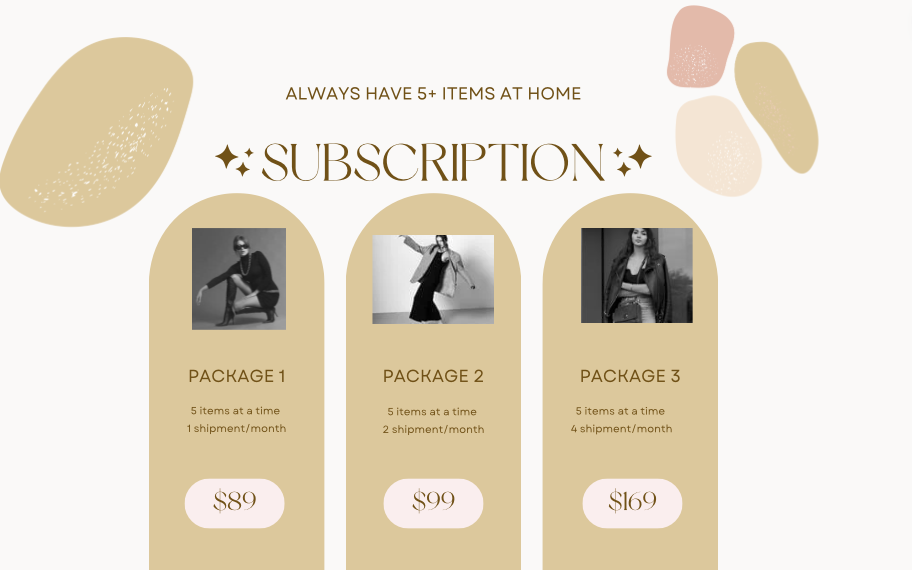 ALWAYS HAVE 5+ ITEMS AT HOME
SUBSCRIPTION
PACKAGE 1
5 items at a time
1 shipment/month
$89
PACKAGE 2
5 items at a time
2 shipment/month
$99
PACKAGE 3
5 items at a time
4 shipment/month
$169